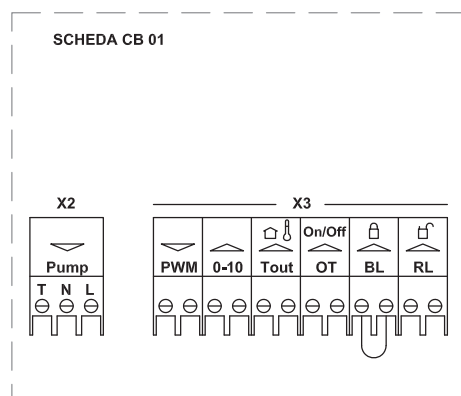 SCHEDA CB 01
X2 X3
On/Off
Pump PWM 0-10 Tout OT BL RL
T N L